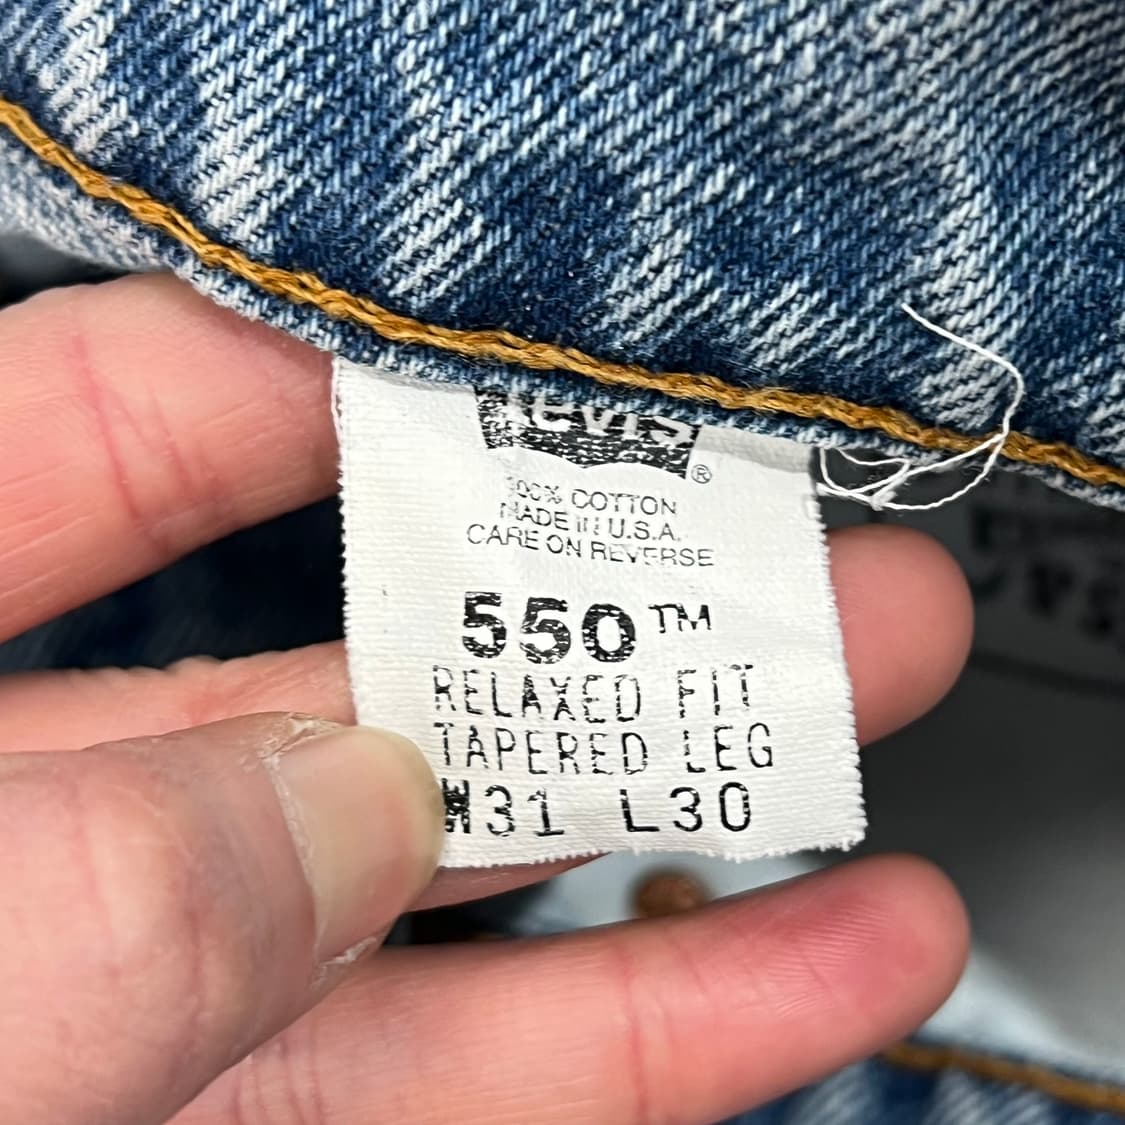 Levi's
®
100% COTTON
MADE IN U.S.A.
CARE ON REVERSE
550™
RELAXED FIT
TAPERED LEG
W31 L30